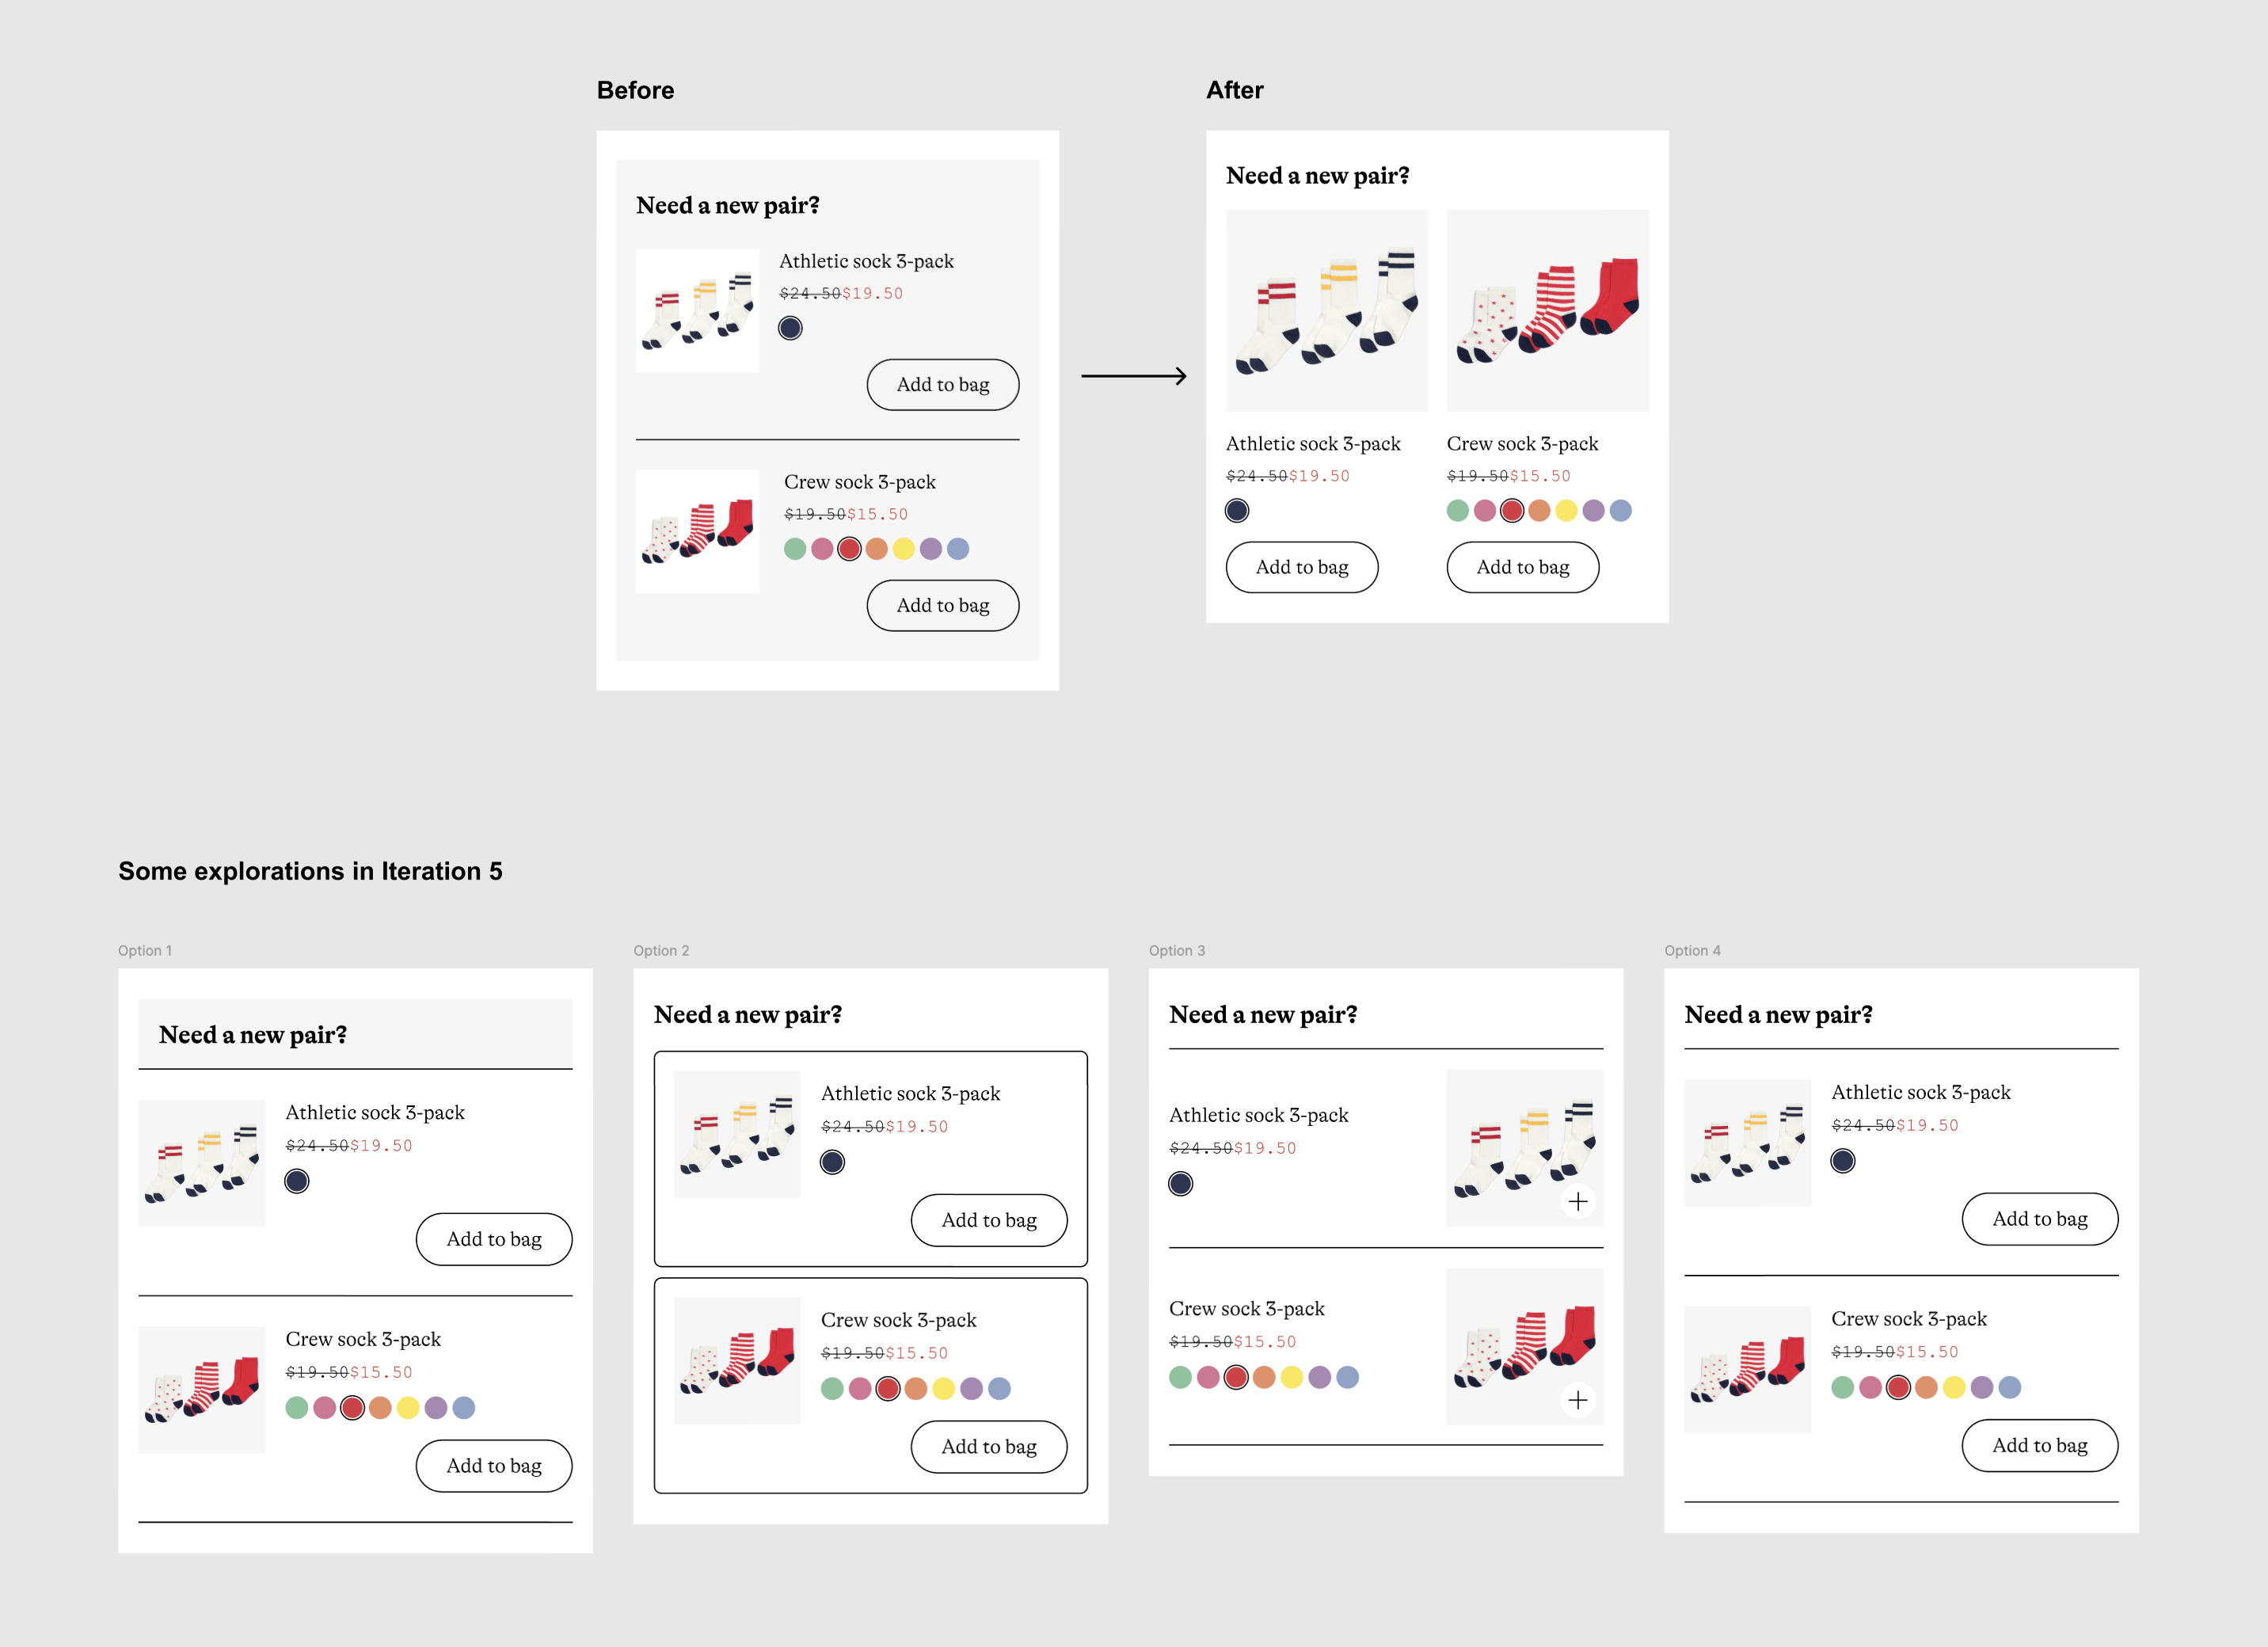 Before
Need a new pair?
Athletic sock 3-pack
$24.50$19.50
Add to bag
Crew sock 3-pack
$19.50$15.50
Add to bag
After
Need a new pair?
Athletic sock 3-pack
$24.50$19.50
Add to bag
Crew sock 3-pack
$19.50$15.50
Add to bag
Some explorations in Iteration 5
Option 1
Need a new pair?
Athletic sock 3-pack
$24.50$19.50
Add to bag
Crew sock 3-pack
$19.50$15.50
Add to bag
Option 2
Need a new pair?
Athletic sock 3-pack
$24.50$19.50
Add to bag
Crew sock 3-pack
$19.50$15.50
Add to bag
Option 3
Need a new pair?
Athletic sock 3-pack
$24.50$19.50
Crew sock 3-pack
$19.50$15.50
Option 4
Need a new pair?
Athletic sock 3-pack
$24.50$19.50
Add to bag
Crew sock 3-pack
$19.50$15.50
Add to bag